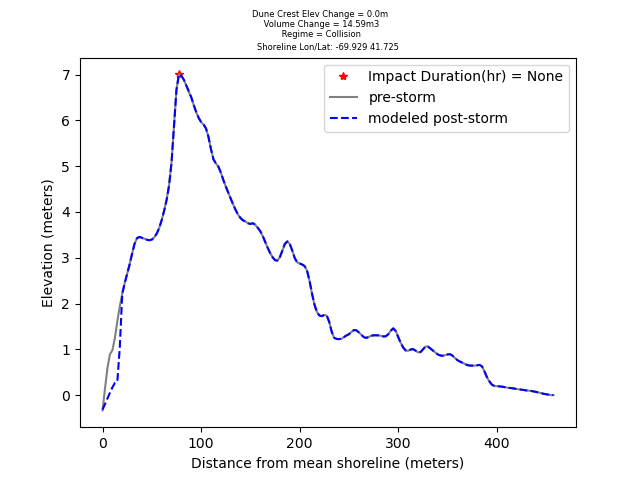 Dune Crest Elev Change = 0.0m
Volume Change = 14.59m3
Regime = Collision
Shoreline Lon/Lat: -69.929 41.725
Impact Duration(hr) = None
pre-storm
modeled post-storm
Elevation (meters)
7
6
5
4
3
2
1
0
0 100 200 300 400
Distance from mean shoreline (meters)